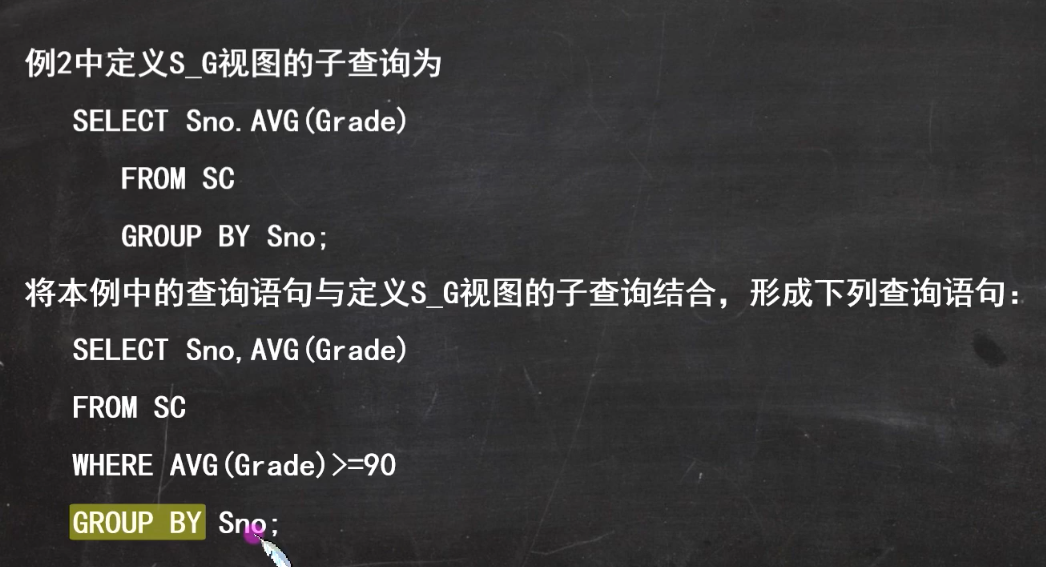 例2中定义S_G视图的子查询为
SELECT Sno.AVG(Grade)
FROM SC
GROUP BY Sno;
将本例中的查询语句与定义S_G视图的子查询结合，形成下列查询语句：
SELECT Sno,AVG(Grade)
FROM SC
WHERE AVG(Grade)>=90
GROUP BY Sno;